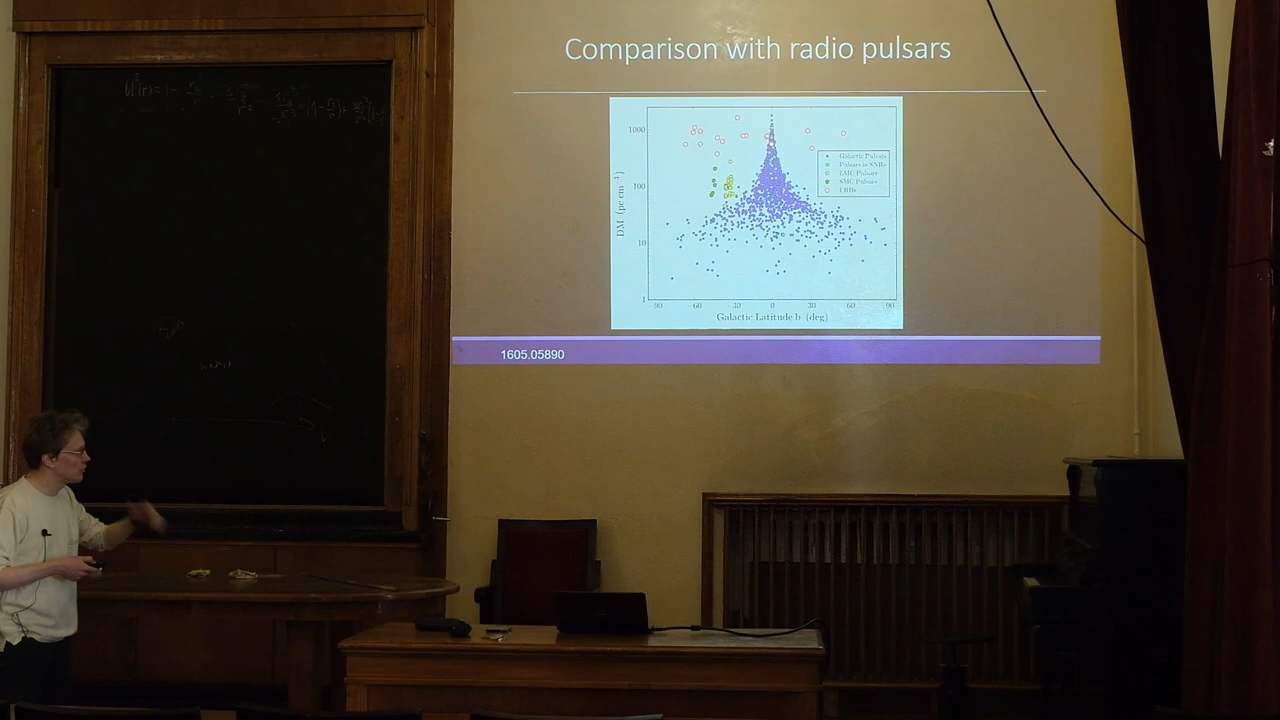 Comparison with radio pulsars
1000
100
10
1
DM (pc cm⁻³)
Galactic Pulsars
Pulsars in SNRs
LMC Pulsars
SMC Pulsars
FRBs
-90 -60 -30 0 30 60 90
Galactic Latitude b (deg)
1605.05890